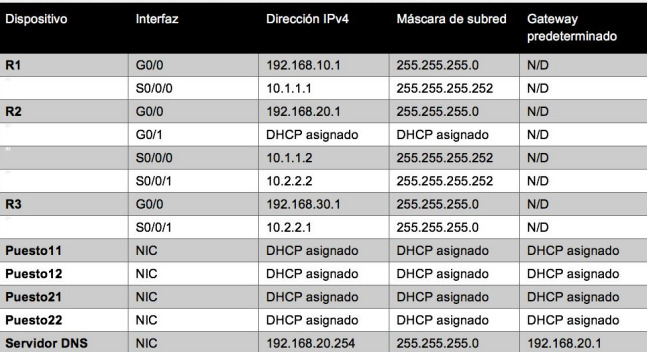 Dispositivo Interfaz Dirección IPv4 Máscara de subred Gateway predeterminado
R1 G0/0 192.168.10.1 255.255.255.0 N/D
S0/0/0 10.1.1.1 255.255.255.252 N/D
R2 G0/0 192.168.20.1 255.255.255.0 N/D
G0/1 DHCP asignado DHCP asignado N/D
S0/0/0 10.1.1.2 255.255.255.252 N/D
S0/0/1 10.2.2.2 255.255.255.252 N/D
R3 G0/0 192.168.30.1 255.255.255.0 N/D
S0/0/1 10.2.2.1 255.255.255.0 N/D
Puesto11 NIC DHCP asignado DHCP asignado DHCP asignado
Puesto12 NIC DHCP asignado DHCP asignado DHCP asignado
Puesto21 NIC DHCP asignado DHCP asignado DHCP asignado
Puesto22 NIC DHCP asignado DHCP asignado DHCP asignado
Servidor DNS NIC 192.168.20.254 255.255.255.0 192.168.20.1